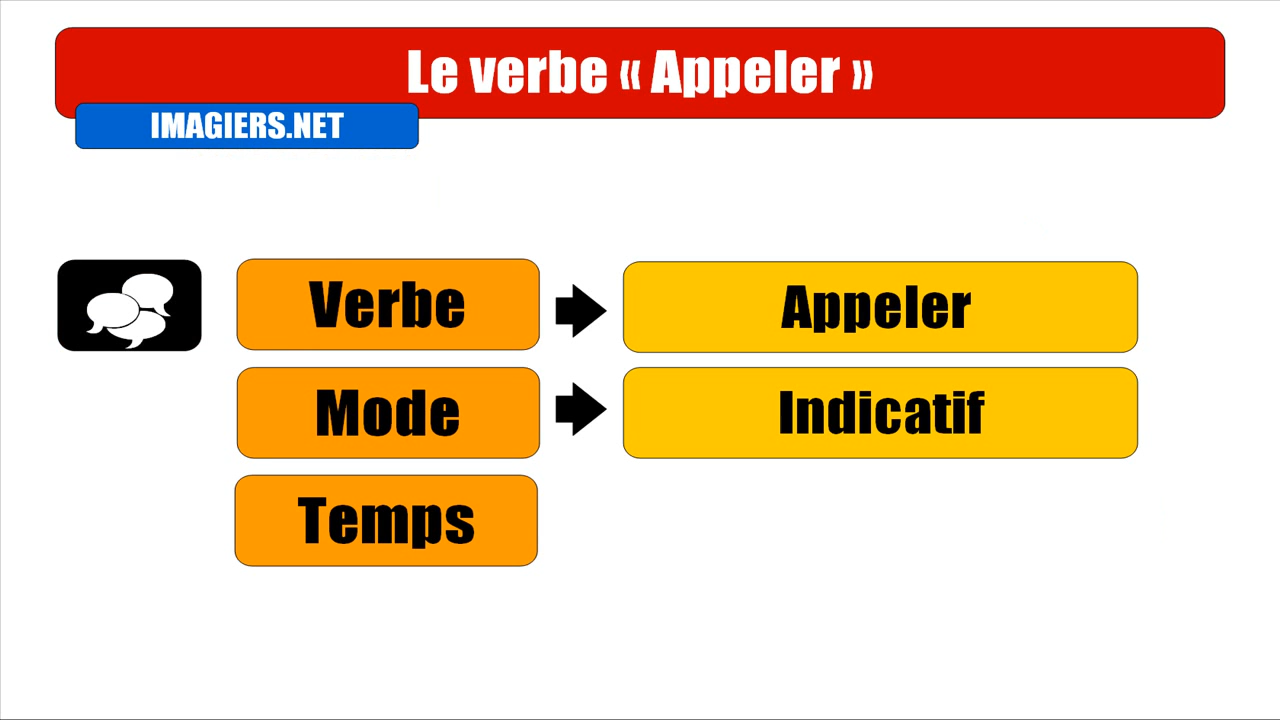 Le verbe « Appeler »
IMAGIERS.NET
Verbe
Appeler
Mode
Indicatif
Temps